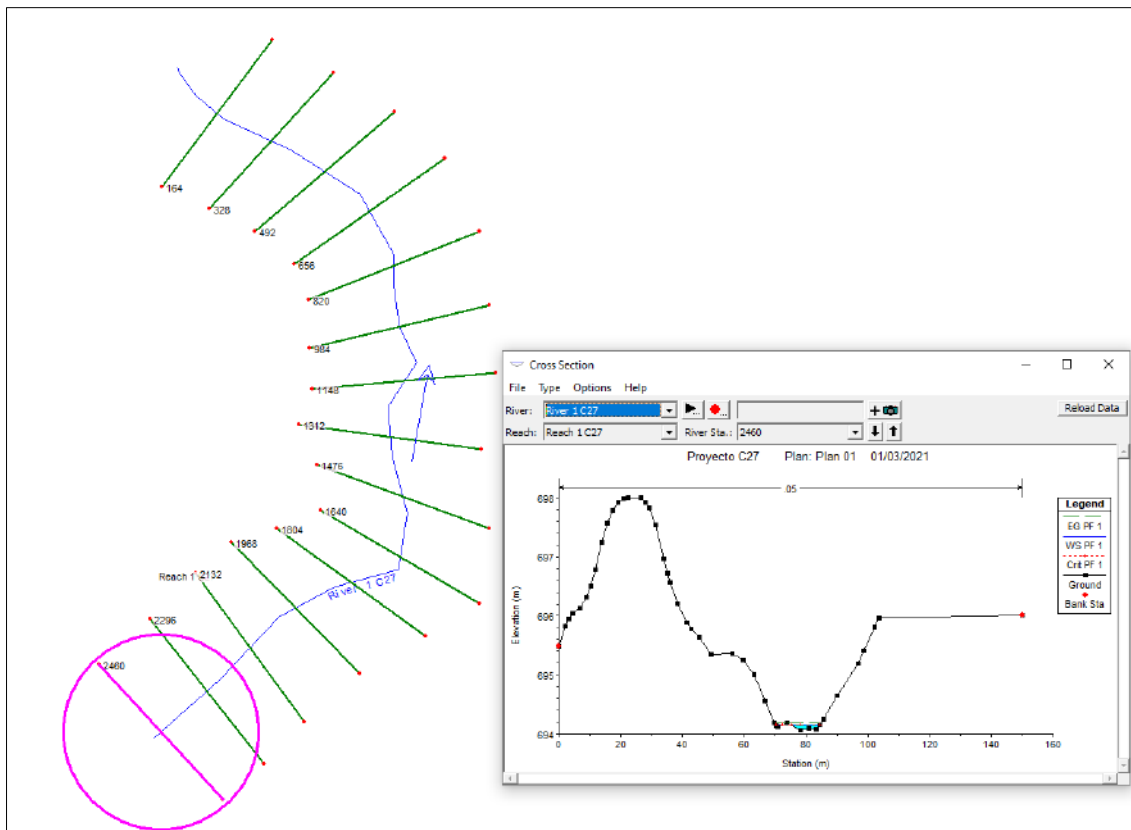 164
328
492
656
820
984
1148
1312
1476
1640
1804
1968
Reach 1 2132
River 1 C27
2296
2460
Cross Section
File Type Options Help
River: River 1 C27 Reload Data
Reach: Reach 1 C27 River Sta.: 2460
Proyecto C27 Plan: Plan 01 01/03/2021
.05
Legend
EG PF 1
WS PF 1
Crit PF 1
Ground
Bank Sta
698
697
696
695
694
Elevation (m)
0 20 40 60 80 100 120 140 160
Station (m)